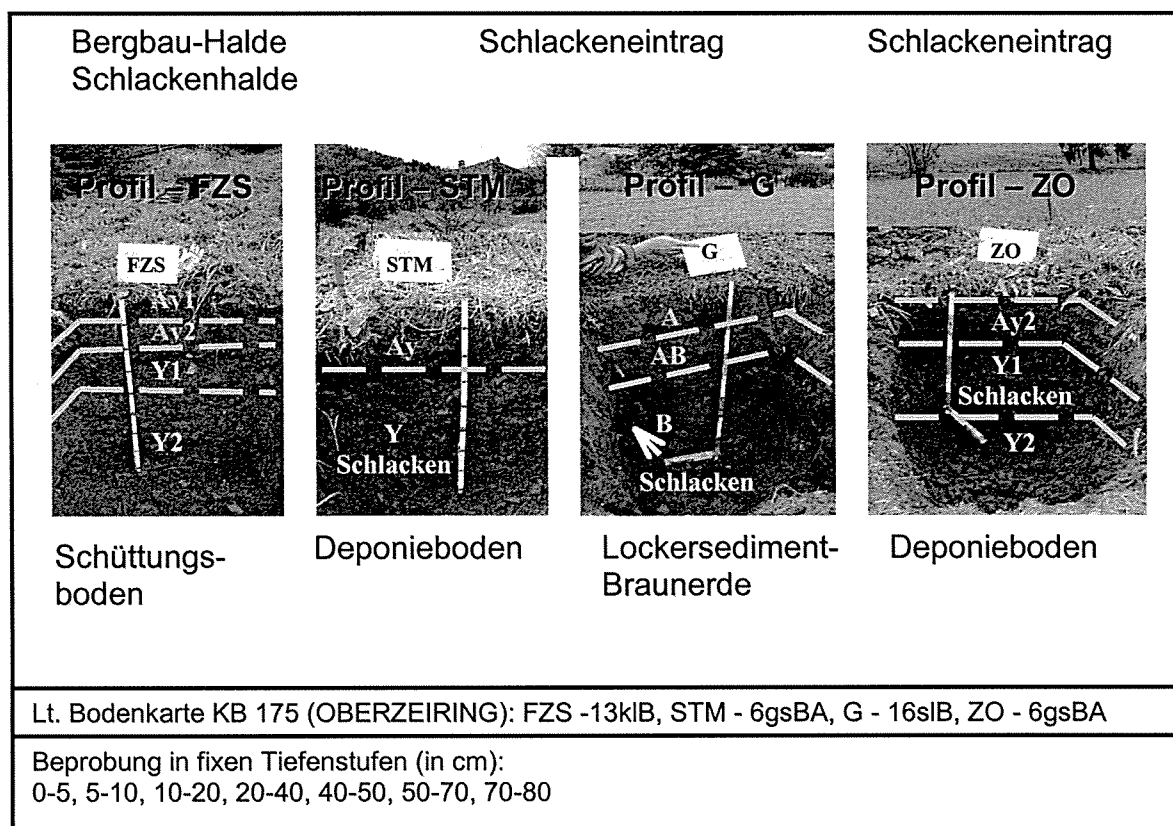 Bergbau-Halde
Schlackenhalde
Schlackeneintrag
Schlackeneintrag
Profil – FZS
FZS
Ay1
Ay2
Y1
Y2
Profil – STM
STM
Ay
Y
Schlacken
Profil – G
G
A
AB
B
Schlacken
Profil – ZO
ZO
Ay1
Ay2
Y1
Schlacken
Y2
Schüttungs-
boden
Deponieboden
Lockersediment-
Braunerde
Deponieboden
Lt. Bodenkarte KB 175 (OBERZEIRING): FZS -13klB, STM - 6gsBA, G - 16slB, ZO - 6gsBA
Beprobung in fixen Tiefenstufen (in cm):
0-5, 5-10, 10-20, 20-40, 40-50, 50-70, 70-80